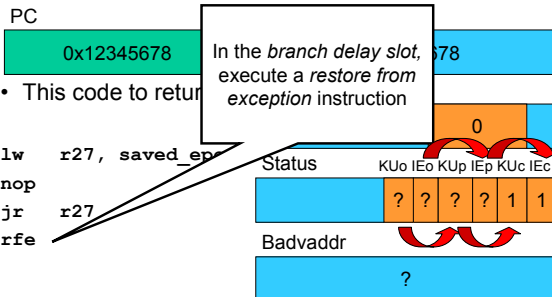 PC
0x12345678
678
In the branch delay slot,
execute a restore from
exception instruction
• This code to retur
0
lw r27, saved_epc
nop
jr r27
rfe
Status
KUo IEo KUp IEp KUc IEc
? ? ? ? 1 1
Badvaddr
?